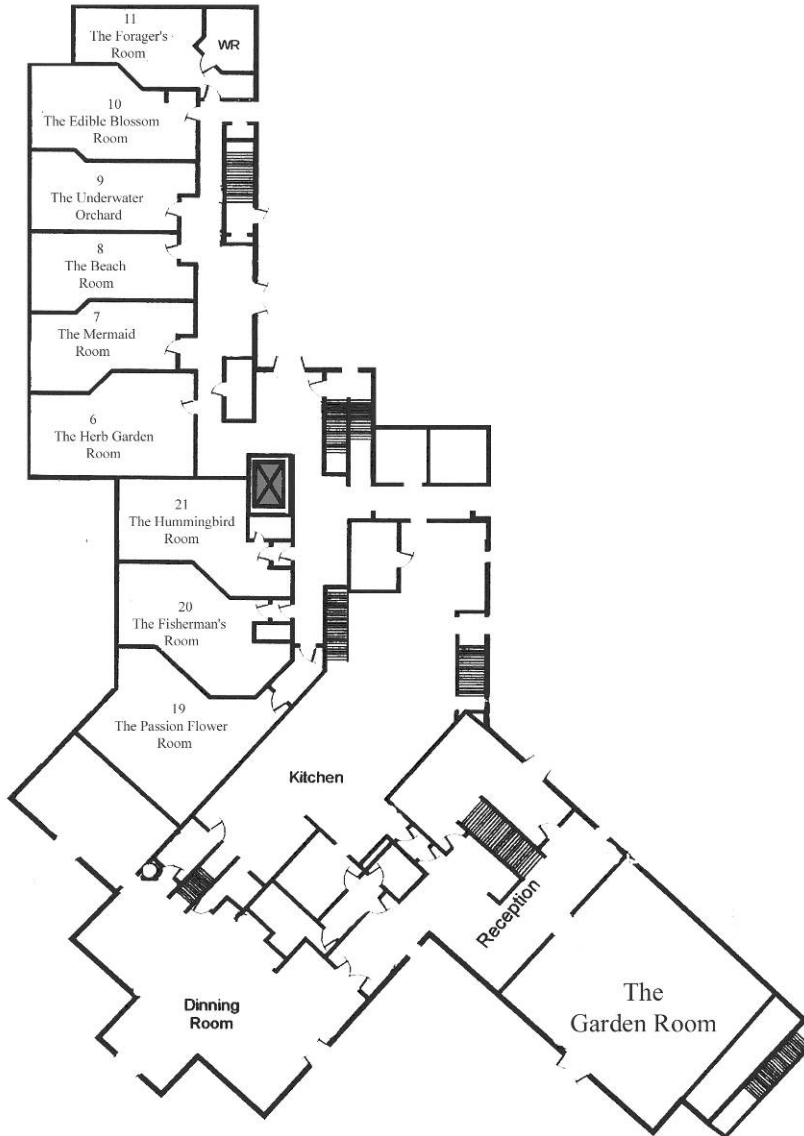 11
The Forager's
Room
WR
10
The Edible Blossom
Room
9
The Underwater
Orchard
8
The Beach
Room
7
The Mermaid
Room
6
The Herb Garden
Room
21
The Hummingbird
Room
20
The Fisherman's
Room
19
The Passion Flower
Room
Kitchen
Reception
The
Garden Room
Dinning
Room